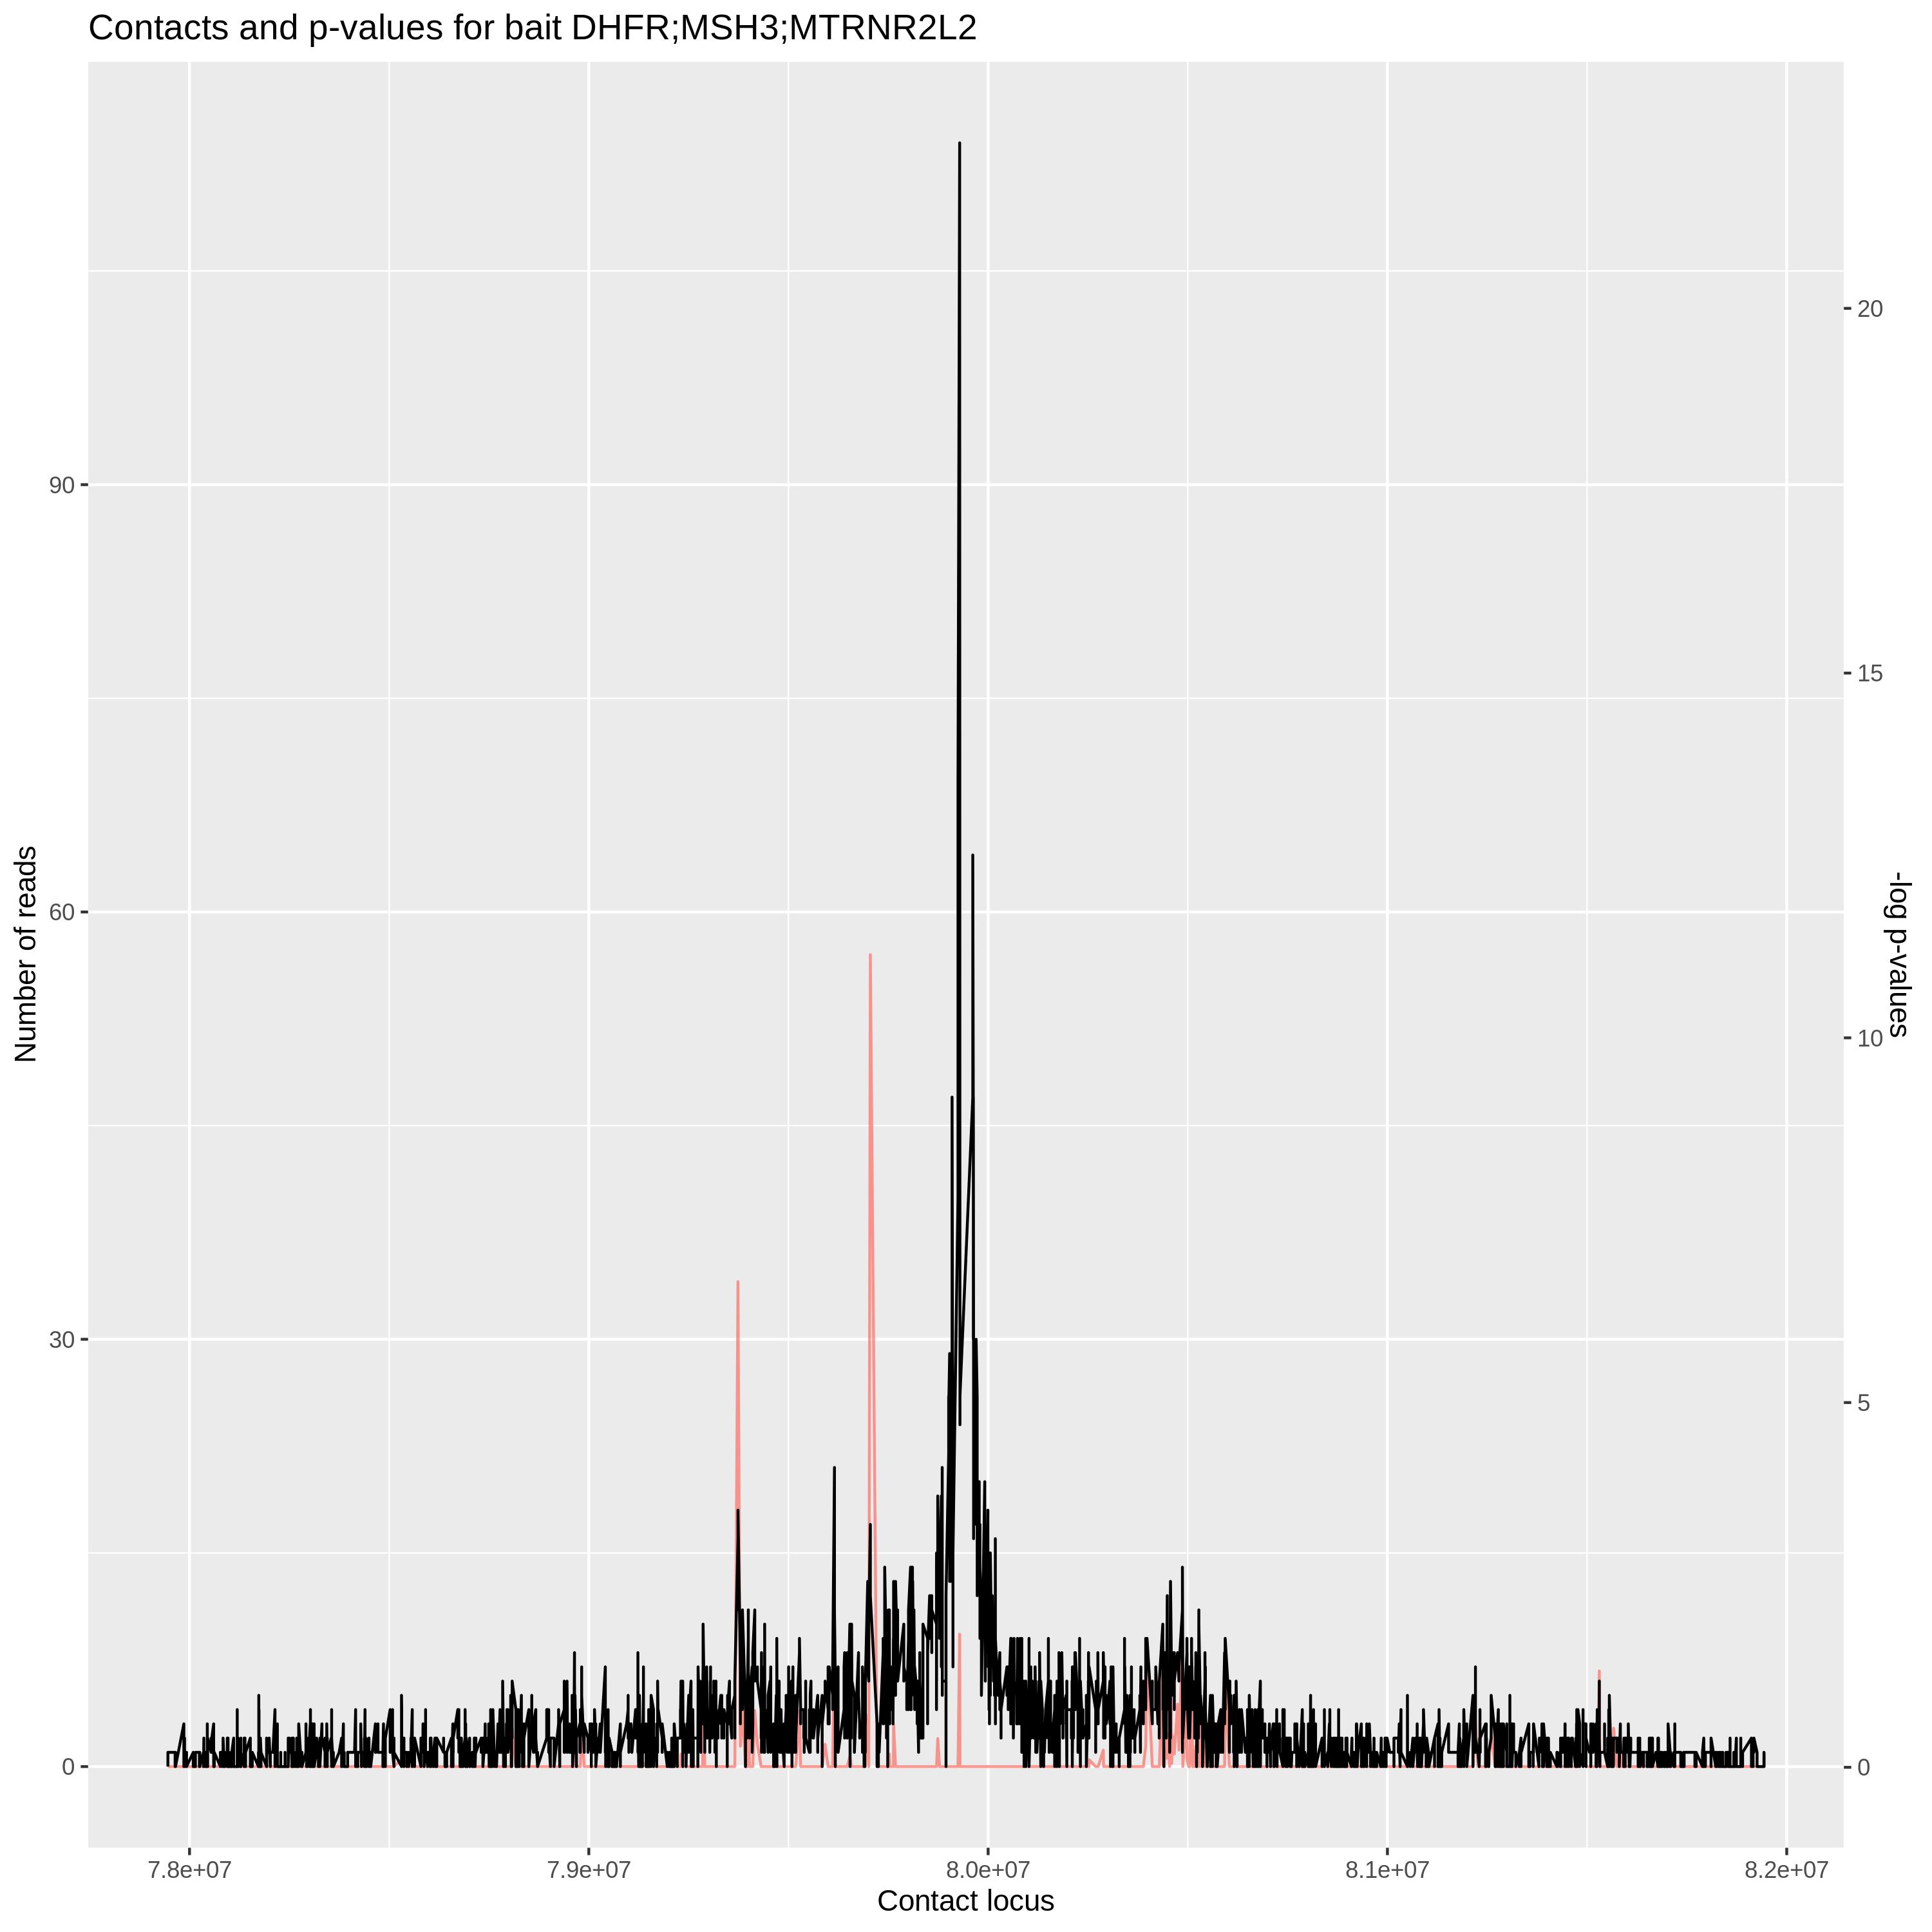 Contacts and p-values for bait DHFR;MSH3;MTRNR2L2
90
60
30
0
Number of reads
20
15
10
5
0
-log p-values
7.8e+07 7.9e+07 8.0e+07 8.1e+07 8.2e+07
Contact locus